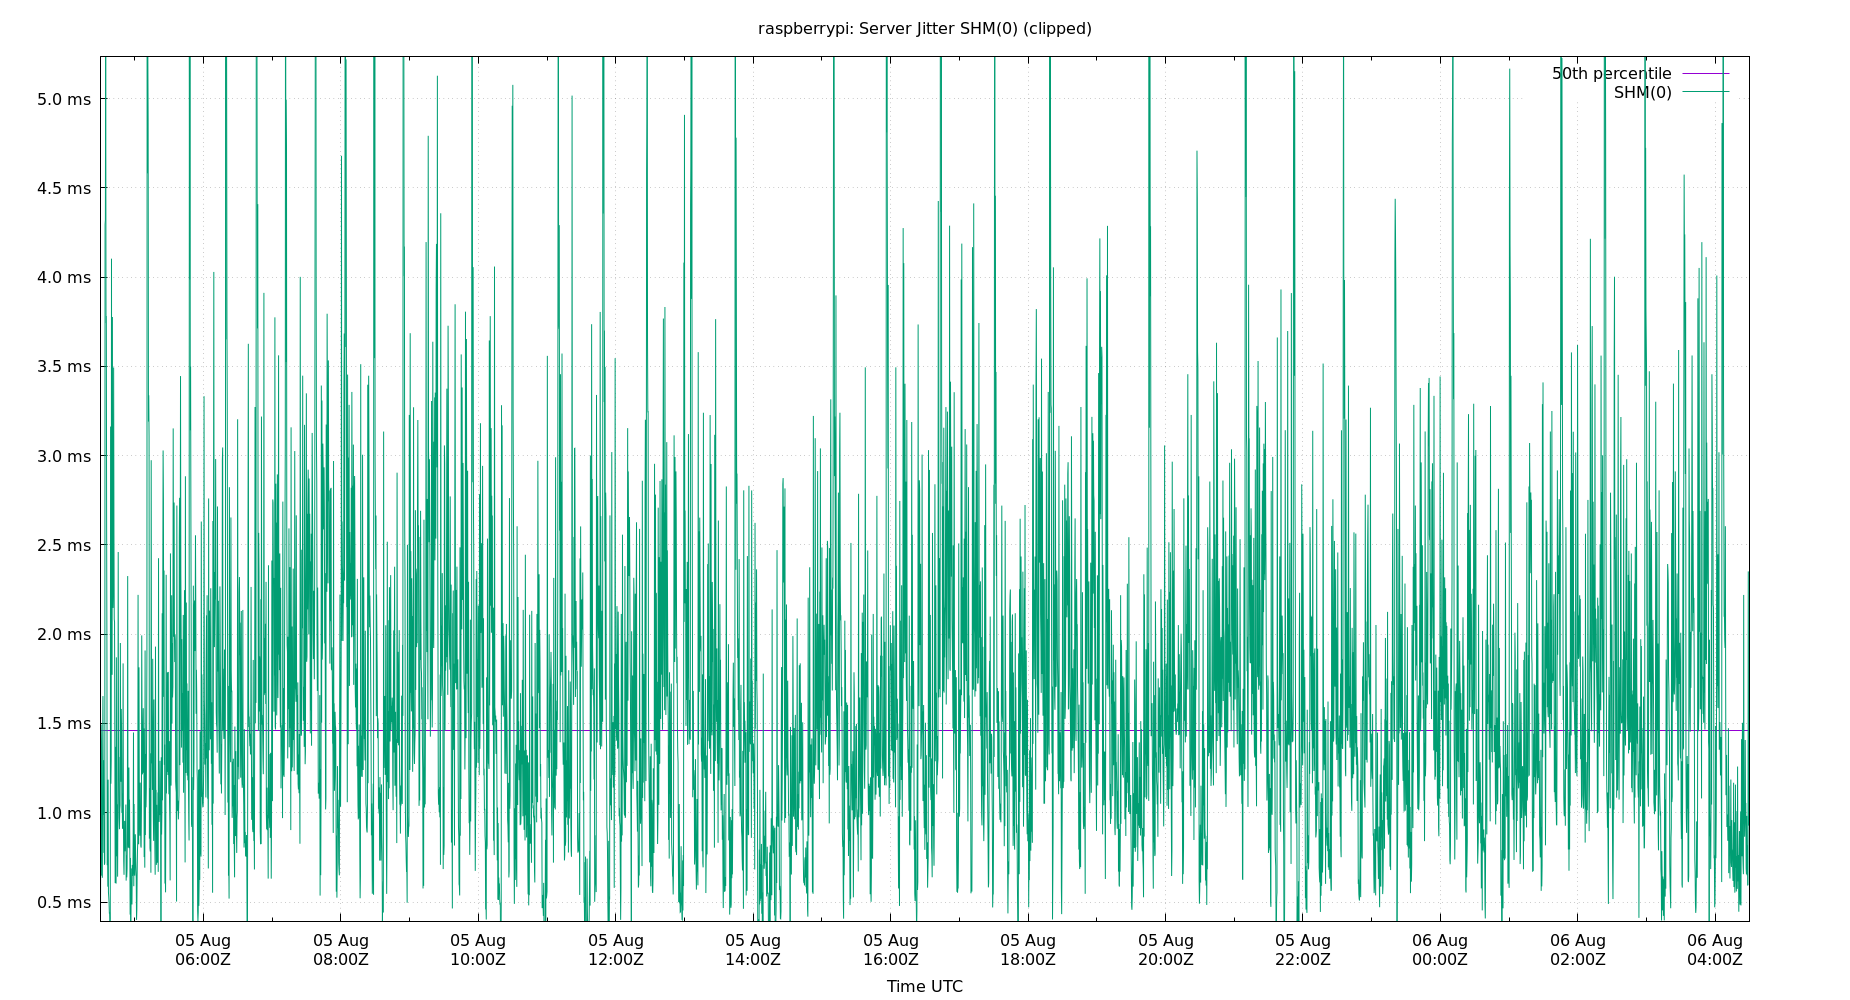 raspberrypi: Server Jitter SHM(0) (clipped)
50th percentile
SHM(0)
5.0 ms
4.5 ms
4.0 ms
3.5 ms
3.0 ms
2.5 ms
2.0 ms
1.5 ms
1.0 ms
0.5 ms
05 Aug 05 Aug 05 Aug 05 Aug 05 Aug 05 Aug 05 Aug 05 Aug 05 Aug 06 Aug 06 Aug 06 Aug
06:00Z 08:00Z 10:00Z 12:00Z 14:00Z 16:00Z 18:00Z 20:00Z 22:00Z 00:00Z 02:00Z 04:00Z
Time UTC